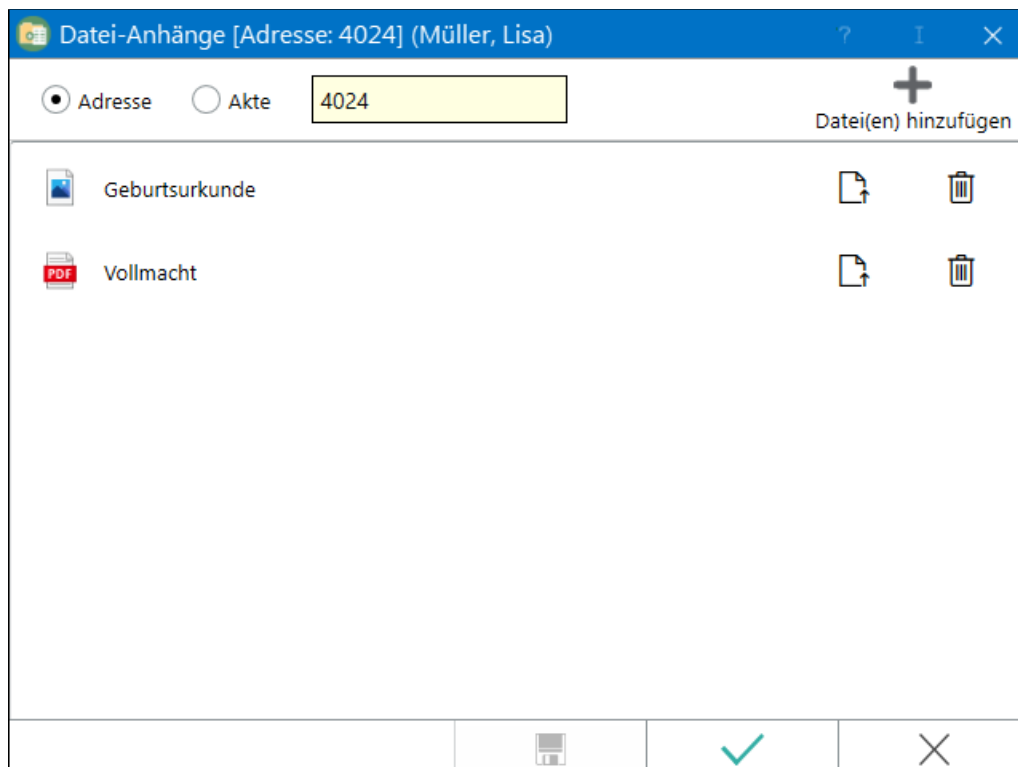 Datei-Anhänge [Adresse: 4024] (Müller, Lisa) ? I
Adresse Akte 4024
Datei(en) hinzufügen
Geburtsurkunde
PDF Vollmacht